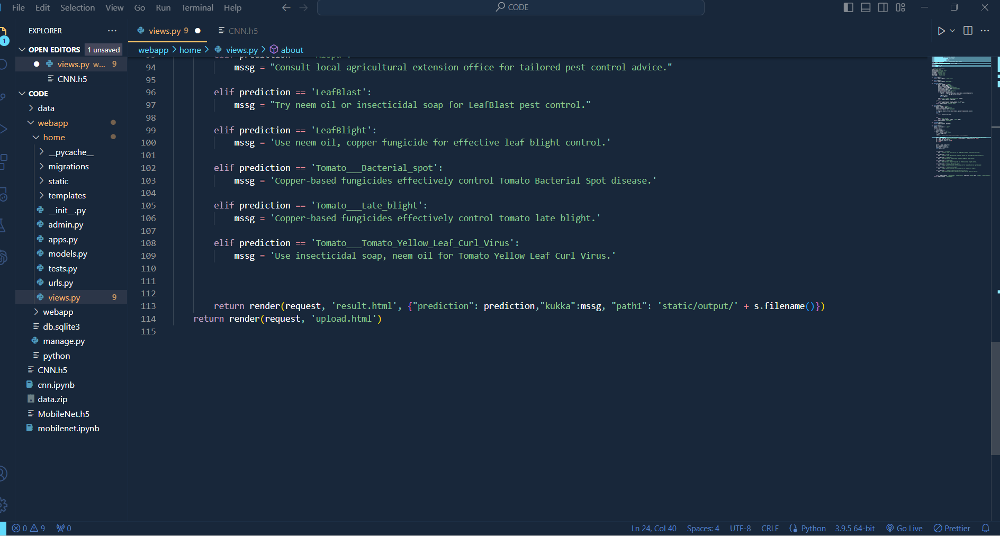 File Edit Selection View Go Run Terminal Help
CODE
EXPLORER
views.py 9
CNN.h5
1
OPEN EDITORS 1 unsaved
webapp > home > views.py > about
views.py w... 9
CNN.h5
CODE
data
webapp
home
__pycache__
migrations
static
templates
__init__.py
admin.py
apps.py
models.py
tests.py
urls.py
views.py 9
webapp
db.sqlite3
manage.py
python
CNN.h5
cnn.ipynb
data.zip
MobileNet.h5
mobilenet.ipynb
94 mssg = "Consult local agricultural extension office for tailored pest control advice."
95
96 elif prediction == 'LeafBlast':
97 mssg = "Try neem oil or insecticidal soap for LeafBlast pest control."
98
99 elif prediction == 'LeafBlight':
100 mssg = 'Use neem oil, copper fungicide for effective leaf blight control.'
101
102 elif prediction == 'Tomato___Bacterial_spot':
103 mssg = 'Copper-based fungicides effectively control Tomato Bacterial Spot disease.'
104
105 elif prediction == 'Tomato___Late_blight':
106 mssg = 'Copper-based fungicides effectively control tomato late blight.'
107
108 elif prediction == 'Tomato___Tomato_Yellow_Leaf_Curl_Virus':
109 mssg = 'Use insecticidal soap, neem oil for Tomato Yellow Leaf Curl Virus.'
110
111
112
113 return render(request, 'result.html', {"prediction": prediction,"kukka":mssg, "path1": 'static/output/' + s.filename()})
114 return render(request, 'upload.html')
115
0 9 0
Ln 24, Col 40 Spaces: 4 UTF-8 CRLF Python 3.9.5 64-bit Go Live Prettier